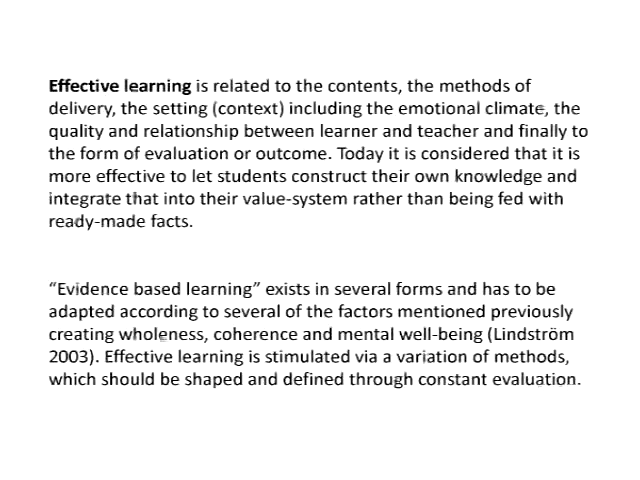 Effective learning is related to the contents, the methods of
delivery, the setting (context) including the emotional climate, the
quality and relationship between learner and teacher and finally to
the form of evaluation or outcome. Today it is considered that it is
more effective to let students construct their own knowledge and
integrate that into their value-system rather than being fed with
ready-made facts.
“Evidence based learning” exists in several forms and has to be
adapted according to several of the factors mentioned previously
creating wholeness, coherence and mental well-being (Lindström
2003). Effective learning is stimulated via a variation of methods,
which should be shaped and defined through constant evaluation.